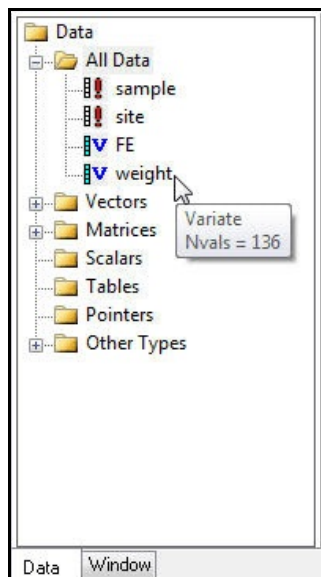 Data
All Data
sample
site
FE
weight
Variate
Nvals = 136
Vectors
Matrices
Scalars
Tables
Pointers
Other Types
Data Window